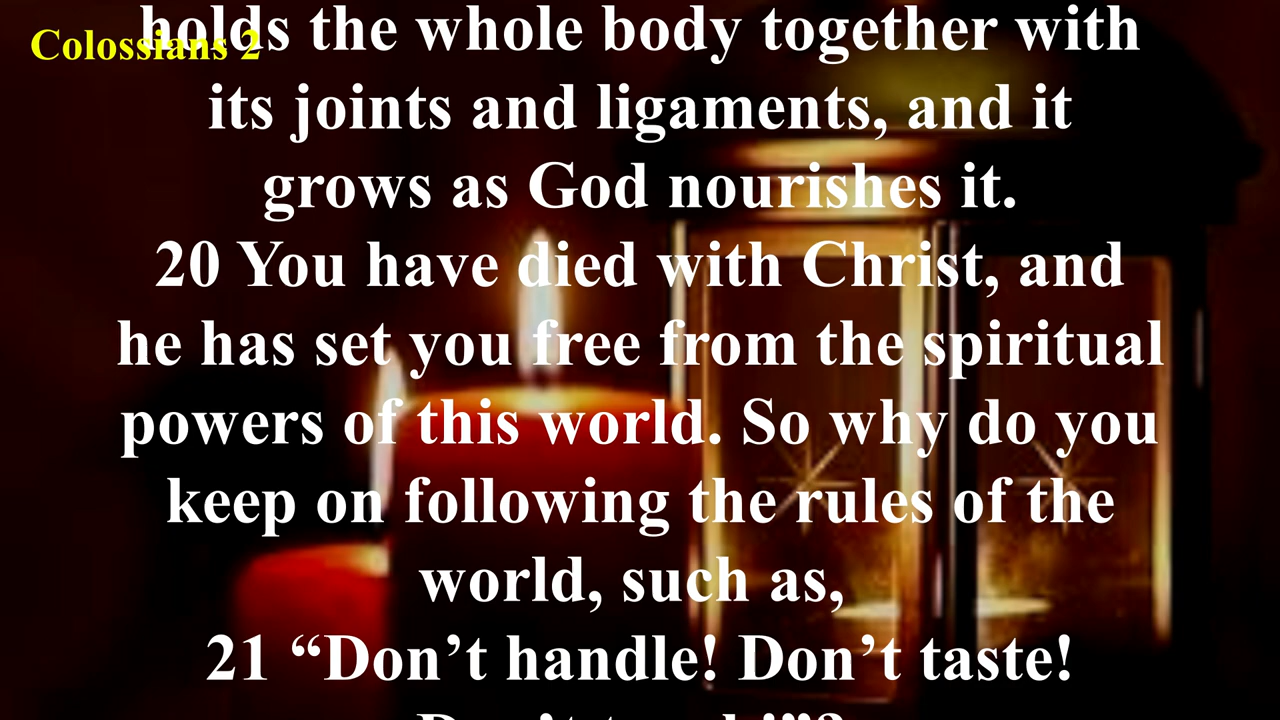 Colossians 2
holds the whole body together with
its joints and ligaments, and it
grows as God nourishes it.
20 You have died with Christ, and
he has set you free from the spiritual
powers of this world. So why do you
keep on following the rules of the
world, such as,
21 “Don’t handle! Don’t taste!